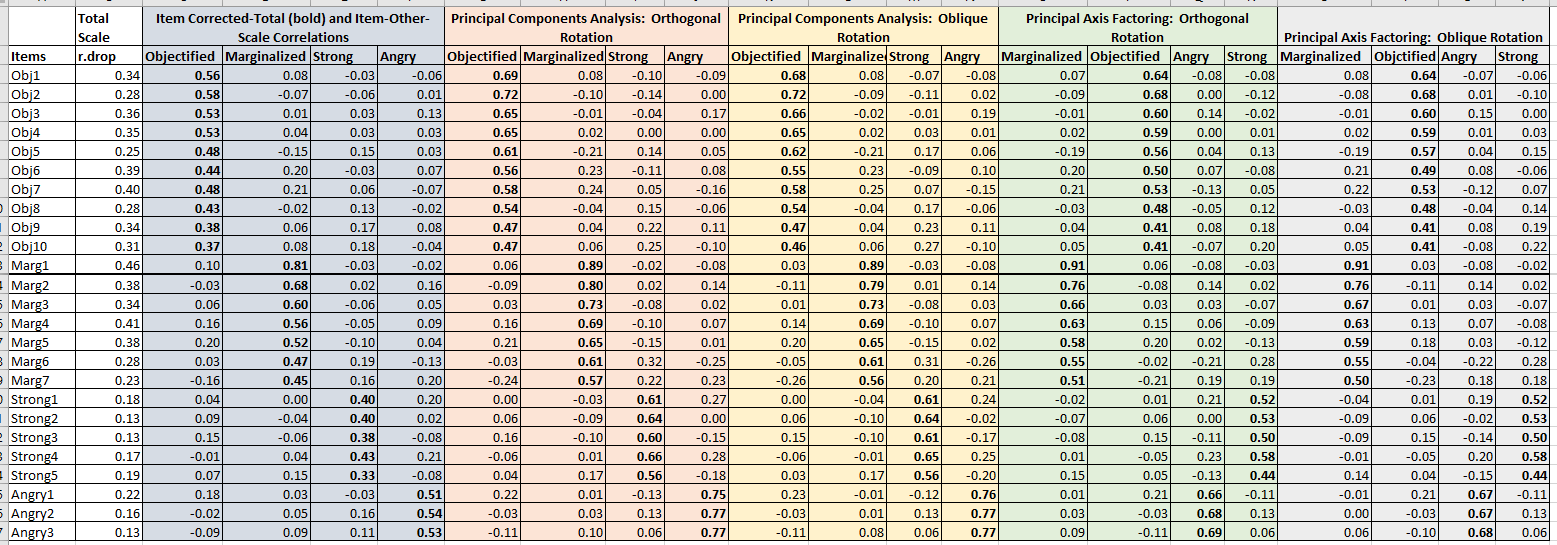 Total Item Corrected-Total (bold) and Item-Other- Principal Components Analysis: Orthogonal Principal Components Analysis: Oblique Principal Axis Factoring: Orthogonal
Scale Scale Correlations Rotation Rotation Rotation Principal Axis Factoring: Oblique Rotation
Items r.drop Objectified Marginalized Strong Angry Objectified Marginalized Strong Angry Objectified Marginalize Strong Angry Marginalized Objectified Angry Strong Marginalized Objctified Angry Strong
Obj1 0.34 0.56 0.08 -0.03 -0.06 0.69 0.08 -0.10 -0.09 0.68 0.08 -0.07 -0.08 0.07 0.64 -0.08 -0.08 0.08 0.64 -0.07 -0.06
Obj2 0.28 0.58 -0.07 -0.06 0.01 0.72 -0.10 -0.14 0.00 0.72 -0.09 -0.11 0.02 -0.09 0.68 0.00 -0.12 -0.08 0.68 0.01 -0.10
Obj3 0.36 0.53 0.01 0.03 0.13 0.65 -0.01 -0.04 0.17 0.66 -0.02 -0.01 0.19 -0.01 0.60 0.14 -0.02 -0.01 0.60 0.15 0.00
Obj4 0.35 0.53 0.04 0.03 0.03 0.65 0.02 0.00 0.00 0.65 0.02 0.03 0.01 0.02 0.59 0.00 0.01 0.02 0.59 0.01 0.03
Obj5 0.25 0.48 -0.15 0.15 0.03 0.61 -0.21 0.14 0.05 0.62 -0.21 0.17 0.06 -0.19 0.56 0.04 0.13 -0.19 0.57 0.04 0.15
Obj6 0.39 0.44 0.20 -0.03 0.07 0.56 0.23 -0.11 0.08 0.55 0.23 -0.09 0.10 0.20 0.50 0.07 -0.08 0.21 0.49 0.08 -0.06
Obj7 0.40 0.48 0.21 0.06 -0.07 0.58 0.24 0.05 -0.16 0.58 0.25 0.07 -0.15 0.21 0.53 -0.13 0.05 0.22 0.53 -0.12 0.07
Obj8 0.28 0.43 -0.02 0.13 -0.02 0.54 -0.04 0.15 -0.06 0.54 -0.04 0.17 -0.06 -0.03 0.48 -0.05 0.12 -0.03 0.48 -0.04 0.14
Obj9 0.34 0.38 0.06 0.17 0.08 0.47 0.04 0.22 0.11 0.47 0.04 0.23 0.11 0.04 0.41 0.08 0.18 0.04 0.41 0.08 0.19
Obj10 0.31 0.37 0.08 0.18 -0.04 0.47 0.06 0.25 -0.10 0.46 0.06 0.27 -0.10 0.05 0.41 -0.07 0.20 0.05 0.41 -0.08 0.22
Marg1 0.46 0.10 0.81 -0.03 -0.02 0.06 0.89 -0.02 -0.08 0.03 0.89 -0.03 -0.08 0.91 0.06 -0.08 -0.03 0.91 0.03 -0.08 -0.02
Marg2 0.38 -0.03 0.68 0.02 0.16 -0.09 0.80 0.02 0.14 -0.11 0.79 0.01 0.14 0.76 -0.08 0.14 0.02 0.76 -0.11 0.14 0.02
Marg3 0.34 0.06 0.60 -0.06 0.05 0.03 0.73 -0.08 0.02 0.01 0.73 -0.08 0.03 0.66 0.03 0.03 -0.07 0.67 0.01 0.03 -0.07
Marg4 0.41 0.16 0.56 -0.05 0.09 0.16 0.69 -0.10 0.07 0.14 0.69 -0.10 0.07 0.63 0.15 0.06 -0.09 0.63 0.13 0.07 -0.08
Marg5 0.38 0.20 0.52 -0.10 0.04 0.21 0.65 -0.15 0.01 0.20 0.65 -0.15 0.02 0.58 0.20 0.02 -0.13 0.59 0.18 0.03 -0.12
Marg6 0.28 0.03 0.47 0.19 -0.13 -0.03 0.61 0.32 -0.25 -0.05 0.61 0.31 -0.26 0.55 -0.02 -0.21 0.28 0.55 -0.04 -0.22 0.28
Marg7 0.23 -0.16 0.45 0.16 0.20 -0.24 0.57 0.22 0.23 -0.26 0.56 0.20 0.21 0.51 -0.21 0.19 0.19 0.50 -0.23 0.18 0.18
Strong1 0.18 0.04 0.00 0.40 0.20 0.00 -0.03 0.61 0.27 0.00 -0.04 0.61 0.24 -0.02 0.01 0.21 0.52 -0.04 0.01 0.19 0.52
Strong2 0.13 0.09 -0.04 0.40 0.02 0.06 -0.09 0.64 0.00 0.06 -0.10 0.64 -0.02 -0.07 0.06 0.00 0.53 -0.09 0.06 -0.02 0.53
Strong3 0.13 0.15 -0.06 0.38 -0.08 0.16 -0.10 0.60 -0.15 0.15 -0.10 0.61 -0.17 -0.08 0.15 -0.11 0.50 -0.09 0.15 -0.14 0.50
Strong4 0.17 -0.01 0.04 0.43 0.21 -0.06 0.01 0.66 0.28 -0.06 -0.01 0.65 0.25 0.01 -0.05 0.23 0.58 -0.01 -0.05 0.20 0.58
Strong5 0.19 0.07 0.15 0.33 -0.08 0.04 0.17 0.56 -0.18 0.03 0.17 0.56 -0.20 0.15 0.05 -0.13 0.44 0.14 0.04 -0.15 0.44
Angry1 0.22 0.18 0.03 -0.03 0.51 0.22 0.01 -0.13 0.75 0.23 -0.01 -0.12 0.76 0.01 0.21 0.66 -0.11 -0.01 0.21 0.67 -0.11
Angry2 0.16 -0.02 0.05 0.16 0.54 -0.03 0.03 0.13 0.77 -0.03 0.01 0.13 0.77 0.03 -0.03 0.68 0.13 0.00 -0.03 0.67 0.13
Angry3 0.13 -0.09 0.09 0.11 0.53 -0.11 0.10 0.06 0.77 -0.11 0.08 0.06 0.77 0.09 -0.11 0.69 0.06 0.06 -0.10 0.68 0.06